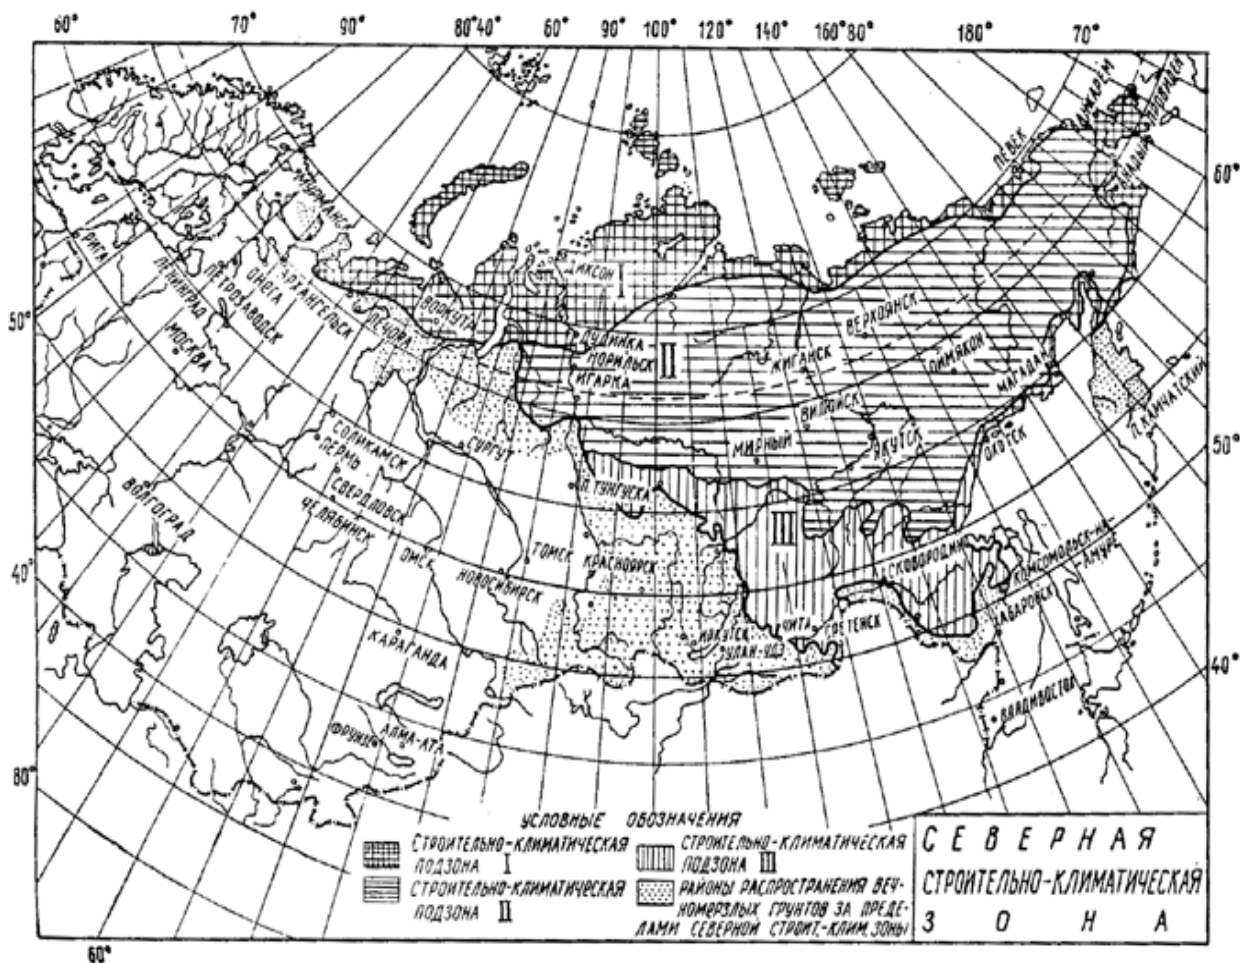 60° 70° 90° 80° 40° 60° 80° 90° 100° 120° 140° 160° 80° 180° 70°
ПЕВЕК
60°
МУРМАНСК
РИГА
ЛЕНИНГРАД
ПЕТРОЗАВОДСК
ОНЕГА
АРХАНГЕЛЬСК
МОСКВА
50°
ДИКСОН
I
ВОРКУТА
ПЕЧОРА
ДУДИНКА
НОРИЛЬСК
ИГАРКА
II
ВЕРХОЯНСК
ЖИГАНСК
ОЙМЯКОН
МАГАДАН
ВИЛЮЙСК
МИРНЫЙ
ЯКУТСК
ОХОТСК
П. КАМЧАТСКИЙ
50°
СОЛИКАМСК
ПЕРМЬ
СВЕРДЛОВСК
ЧЕЛЯБИНСК
СУРГУТ
П. ТУНГУСКА
III
ВОЛГОГРАД
ОМСК
НОВОСИБИРСК
ТОМСК
КРАСНОЯРСК
СКОВОРОДИНО
КОМСОМОЛЬСК-НА-
АМУРЕ
ХАБАРОВСК
40°
КАРАГАНДА
ИРКУТСК
УЛАН-УДЭ
ЧИТА
СРЕТЕНСК
40°
ВЛАДИВОСТОК
ФРУНЗЕ
АЛМА-АТА
80°
60°
УСЛОВНЫЕ ОБОЗНАЧЕНИЯ
СТРОИТЕЛЬНО-КЛИМАТИЧЕСКАЯ
ПОДЗОНА I
СТРОИТЕЛЬНО-КЛИМАТИЧЕСКАЯ
ПОДЗОНА II
СТРОИТЕЛЬНО-КЛИМАТИЧЕСКАЯ
ПОДЗОНА III
РАЙОНЫ РАСПРОСТРАНЕНИЯ ВЕЧ-
НОМЕРЗЛЫХ ГРУНТОВ ЗА ПРЕДЕ-
ЛАМИ СЕВЕРНОЙ СТРОИТ.-КЛИМ. ЗОНЫ
СЕВЕРНАЯ
СТРОИТЕЛЬНО-КЛИМАТИЧЕСКАЯ
ЗОНА